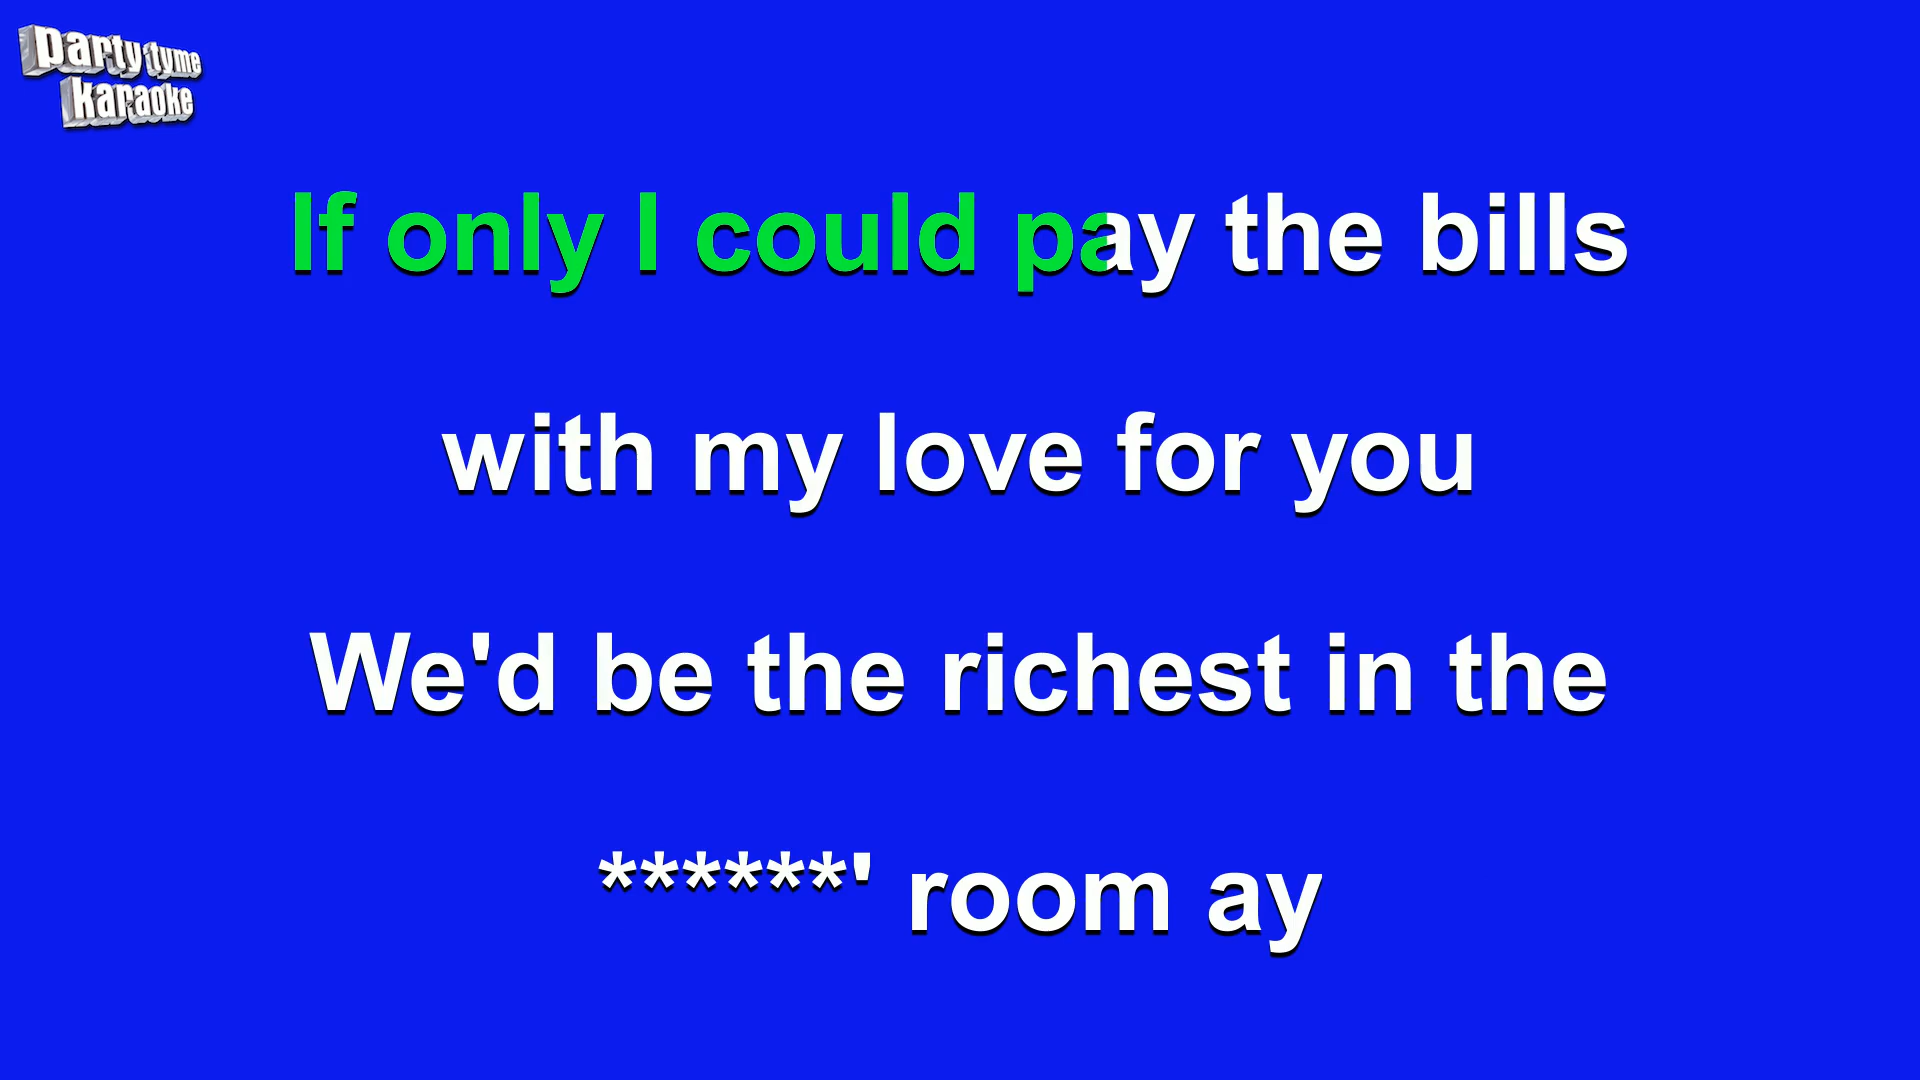 party tyme
karaoke
If only I could pay the bills
with my love for you
We'd be the richest in the
******' room ay